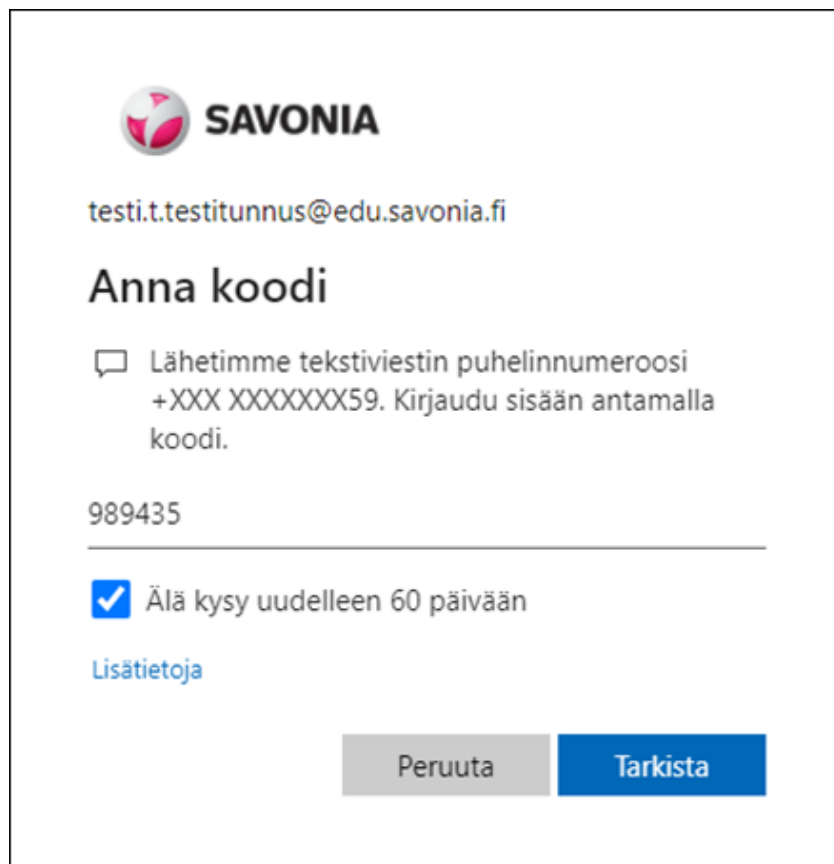 SAVONIA
testi.t.testitunnus@edu.savonia.fi
Anna koodi
Lähetimme tekstiviestin puhelinnumeroosi
+XXX XXXXXXX59. Kirjaudu sisään antamalla
koodi.
989435
Älä kysy uudelleen 60 päivään
Lisätietoja
Peruuta Tarkista